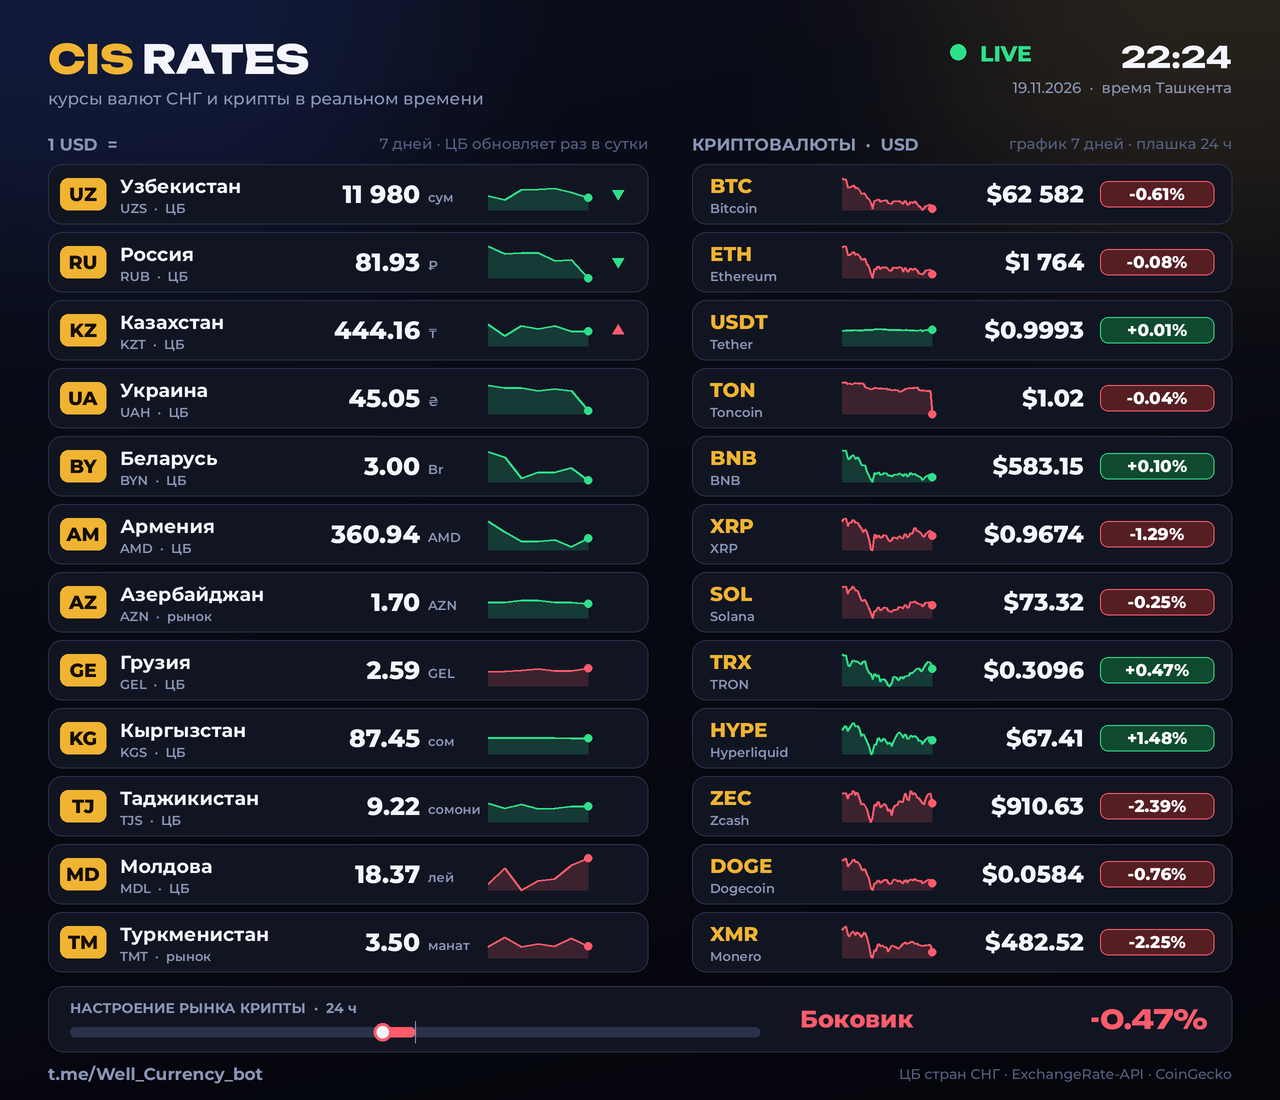 CIS RATES
курсы валют СНГ и крипты в реальном времени
LIVE 22:24
19.11.2026 · время Ташкента
1 USD =
7 дней · ЦБ обновляет раз в сутки
UZ Узбекистан 11 980 сум
UZS · ЦБ
RU Россия 81.93 ₽
RUB · ЦБ
KZ Казахстан 444.16 ₸
KZT · ЦБ
UA Украина 45.05 ₴
UAH · ЦБ
BY Беларусь 3.00 Br
BYN · ЦБ
AM Армения 360.94 AMD
AMD · ЦБ
AZ Азербайджан 1.70 AZN
AZN · рынок
GE Грузия 2.59 GEL
GEL · ЦБ
KG Кыргызстан 87.45 сом
KGS · ЦБ
TJ Таджикистан 9.22 сомони
TJS · ЦБ
MD Молдова 18.37 лей
MDL · ЦБ
TM Туркменистан 3.50 манат
TMT · рынок
КРИПТОВАЛЮТЫ · USD
график 7 дней · плашка 24 ч
BTC $62 582 -0.61%
Bitcoin
ETH $1 764 -0.08%
Ethereum
USDT $0.9993 +0.01%
Tether
TON $1.02 -0.04%
Toncoin
BNB $583.15 +0.10%
BNB
XRP $0.9674 -1.29%
XRP
SOL $73.32 -0.25%
Solana
TRX $0.3096 +0.47%
TRON
HYPE $67.41 +1.48%
Hyperliquid
ZEC $910.63 -2.39%
Zcash
DOGE $0.0584 -0.76%
Dogecoin
XMR $482.52 -2.25%
Monero
НАСТРОЕНИЕ РЫНКА КРИПТЫ · 24 ч
Боковик -0.47%
t.me/Well_Currency_bot
ЦБ стран СНГ · ExchangeRate-API · CoinGecko